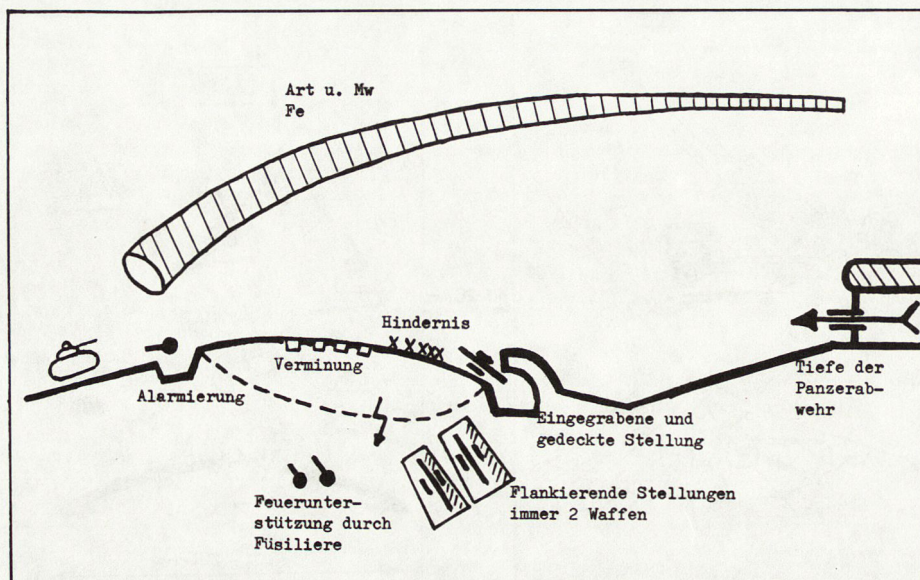 Art u. Mw
Fe
Hindernis
Verminung
Alarmierung
Tiefe der
Panzerab-
wehr
Eingegrabene und
gedeckte Stellung
Feuerunter-
stützung durch
Füsiliere
Flankierende Stellungen
immer 2 Waffen